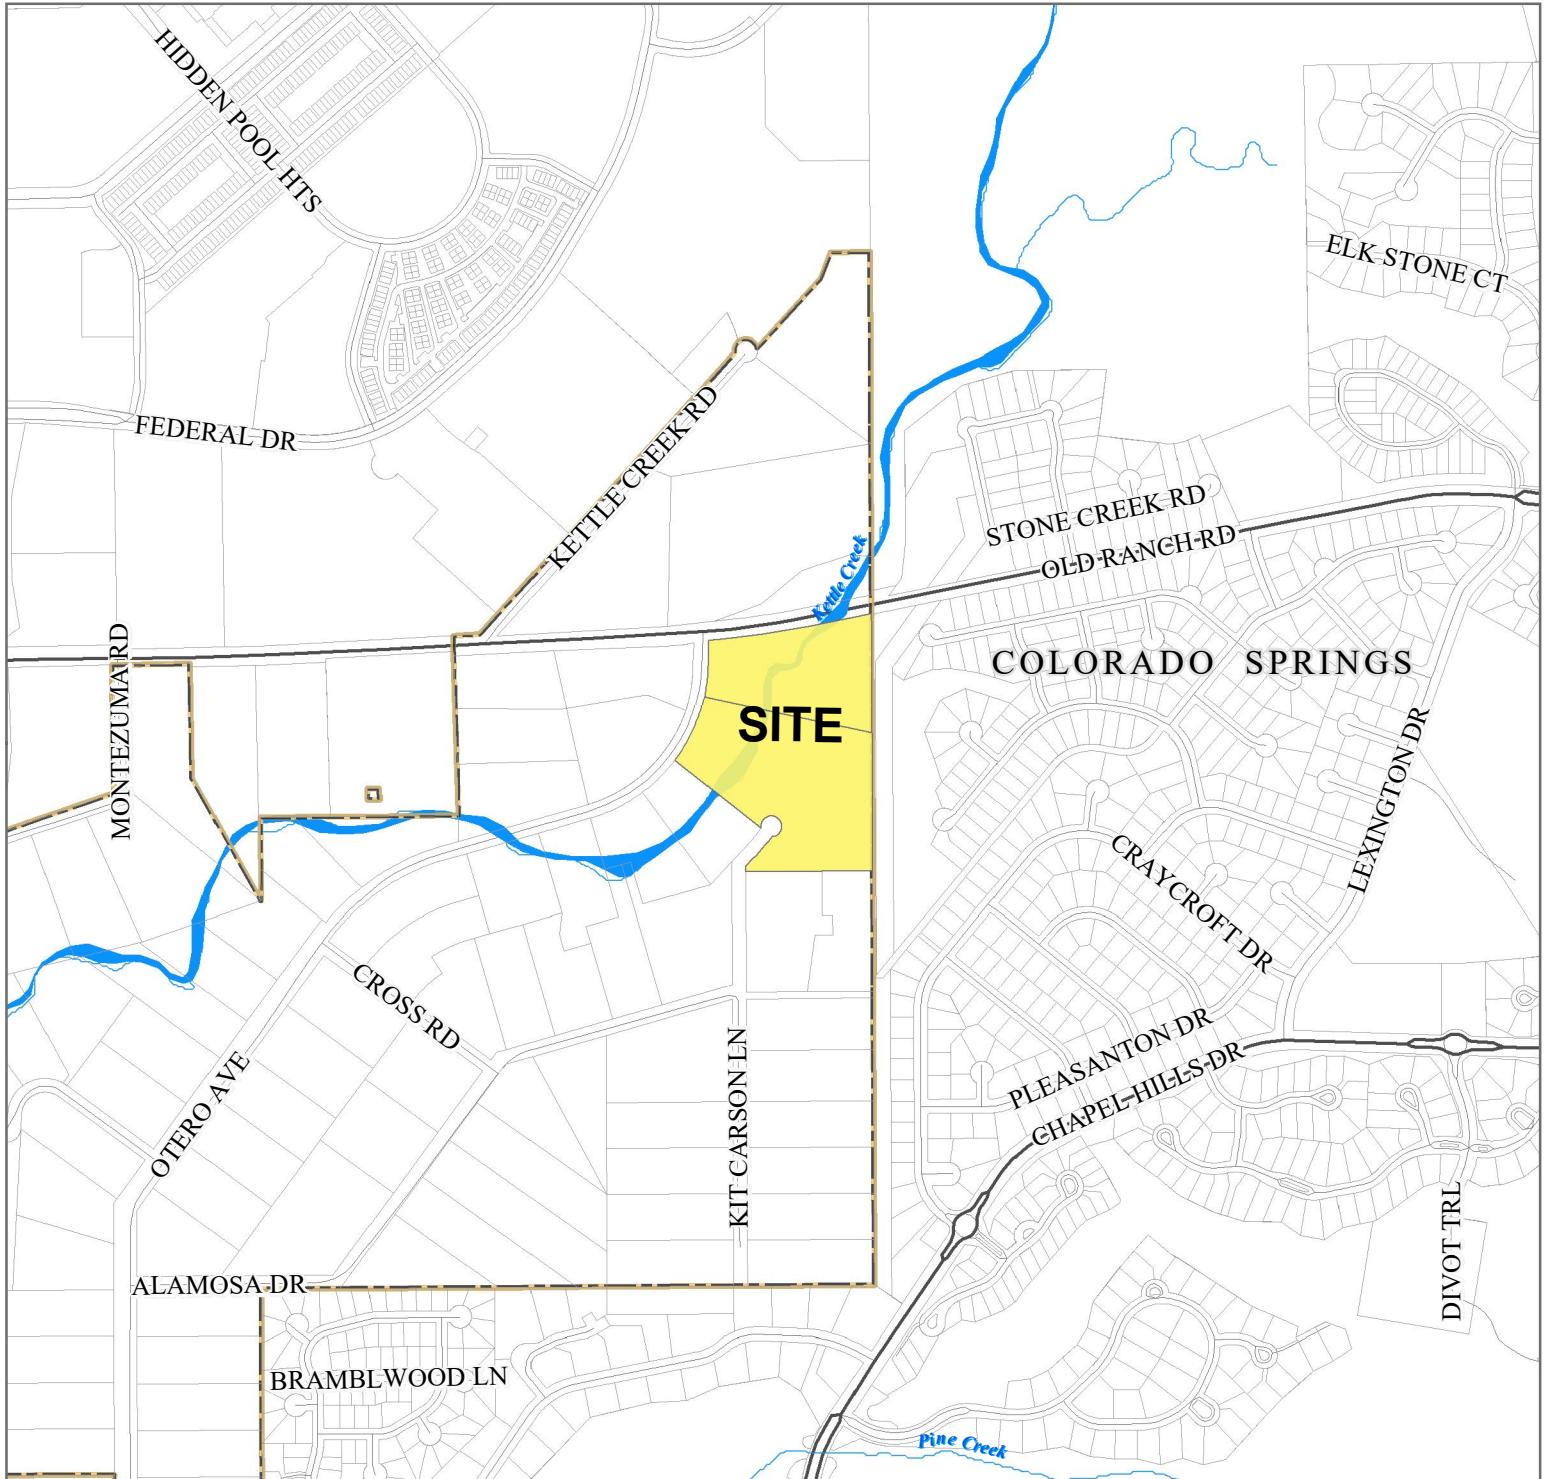 HIDDEN POOL HTS
ELK STONE CT
FEDERAL DR
KETTLE CREEK RD
STONE CREEK RD
OLD RANCH RD
Kettle Creek
MONTEZUMA RD
COLORADO SPRINGS
SITE
LEXINGTON DR
CRAYCROFT DR
CROSS RD
PLEASANTON DR
CHAPEL HILLS DR
OTERO AVE
KIT CARSON LN
DIVOT TRL
ALAMOSA DR
BRAMBLWOOD LN
Pine Creek